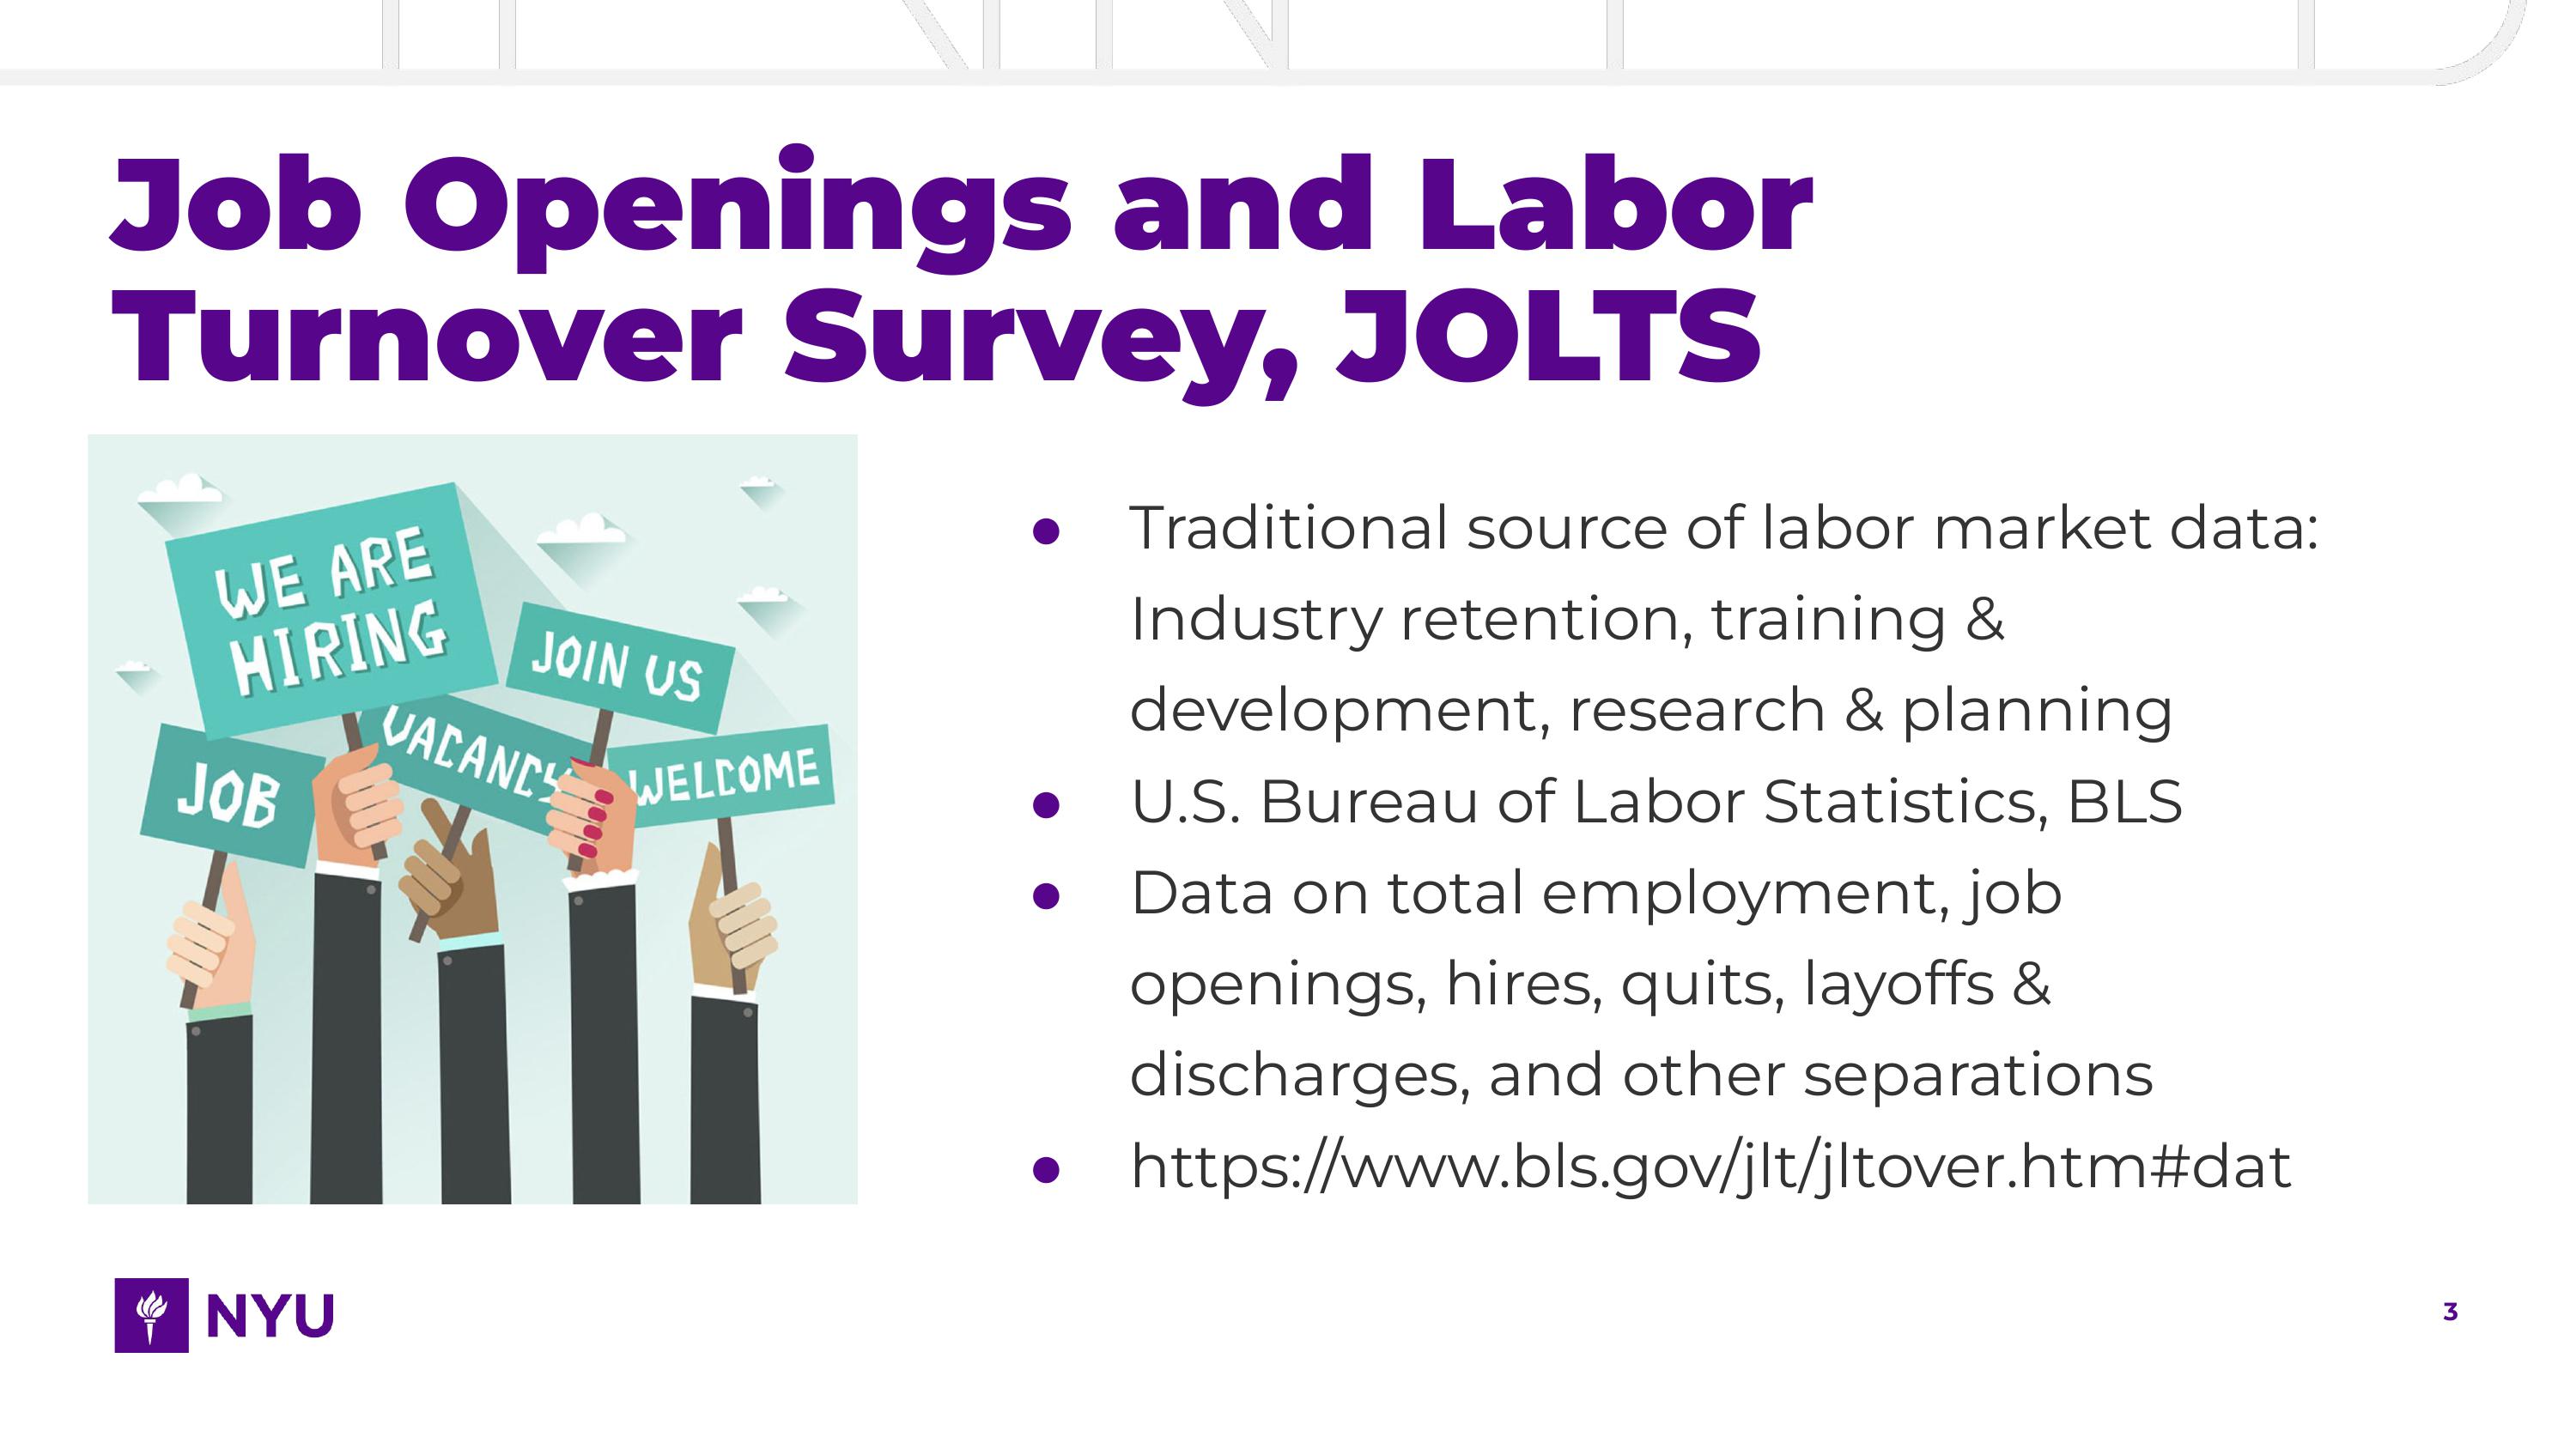 Job Openings and Labor
Turnover Survey, JOLTS
WE ARE
HIRING
JOIN US
VACANCY
JOB
WELCOME
● Traditional source of labor market data:
Industry retention, training &
development, research & planning
● U.S. Bureau of Labor Statistics, BLS
● Data on total employment, job
openings, hires, quits, layoffs &
discharges, and other separations
● https://www.bls.gov/jlt/jltover.htm#dat
NYU
3